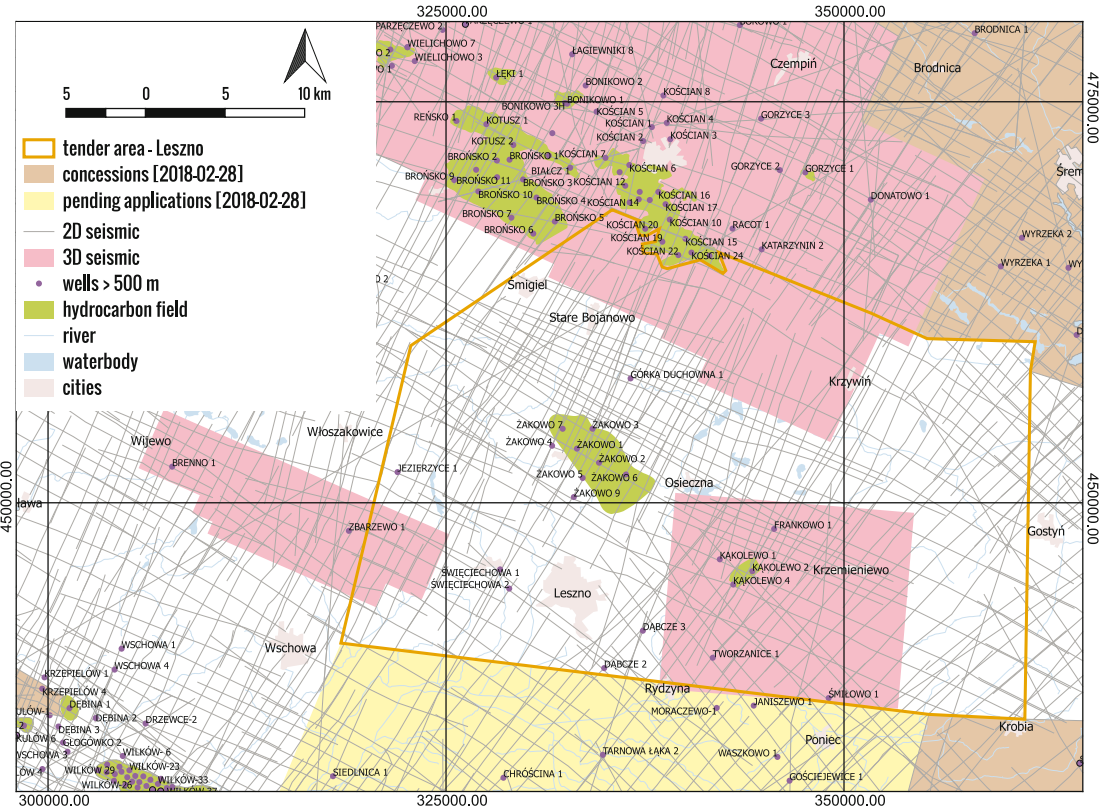 325000.00
350000.00
PARZĘCZEWO 2
BRODNICA 1
WIELICHOWO 7
ŁAGIEWNIKI 8
WIELICHOWO 3
Czempiń
Brodnica
ŁĘKI 1
BONIKOWO 2
5 0 5 10 km
KOŚCIAN 8
475000.00
BONIKOWO 1
BONIKOWO 3H
KOŚCIAN 5
REŃSKO 1
KOTUSZ 1
KOŚCIAN 1
KOŚCIAN 4
GORZYCE 3
KOŚCIAN 2
KOŚCIAN 3
KOTUSZ 2
tender area - Leszno
BROŃSKO 2
BROŃSKO 1
KOŚCIAN 7
concessions [2018-02-28]
BIAŁCZ 1
KOŚCIAN 6
GORZYCE 2
GORZYCE 1
Śrem
BROŃSKO 9
BROŃSKO 11
BROŃSKO 3
KOŚCIAN 12
pending applications [2018-02-28]
BROŃSKO 10
BROŃSKO 4
KOŚCIAN 14
KOŚCIAN 16
DONATOWO 1
KOŚCIAN 17
2D seismic
BROŃSKO 7
BROŃSKO 5
KOŚCIAN 20
KOŚCIAN 10
RACOT 1
BROŃSKO 6
KOŚCIAN 19
KOŚCIAN 15
WYRZEKA 2
3D seismic
KOŚCIAN 22
KOŚCIAN 24
KATARZYNIN 2
WYRZEKA 1
WY
wells > 500 m
O 2
Śmigiel
hydrocarbon field
Stare Bojanowo
river
waterbody
GÓRKA DUCHOWNA 1
Krzywiń
cities
Wijewo
Włoszakowice
ŻAKOWO 7
ŻAKOWO 3
ŻAKOWO 4
ŻAKOWO 1
BRENNO 1
JEZIERZYCE 1
ŻAKOWO 2
ŻAKOWO 5
ŻAKOWO 6
Osieczna
ŻAKOWO 9
450000.00
450000.00
ława
ZBARZEWO 1
FRANKOWO 1
Gostyń
KĄKOLEWO 1
ŚWIĘCIECHOWA 1
KĄKOLEWO 2
Krzemieniewo
ŚWIĘCIECHOWA 2
KĄKOLEWO 4
Leszno
DĄBCZE 3
WSCHOWA 1
Wschowa
TWORZANICE 1
WSCHOWA 4
DĄBCZE 2
KRZEPIELÓW 1
KRZEPIELÓW 4
Rydzyna
ŚMIŁOWO 1
DĘBINA 1
MORACZEWO-1
JANISZEWO 1
DĘBINA 2
DRZEWCE-2
Krobia
DĘBINA 3
Poniec
KULÓW 6
GŁOGÓWKO 2
WSCHOWA 3
WILKÓW- 6
TARNOWA ŁĄKA 2
WASZKOWO 1
WILKÓW 29
WILKÓW-23
SIEDLNICA 1
CHRÓŚCINA 1
GOŚCIEJEWICE 1
WILKÓW-26
WILKÓW-33
WILKÓW-37
300000.00
325000.00
350000.00